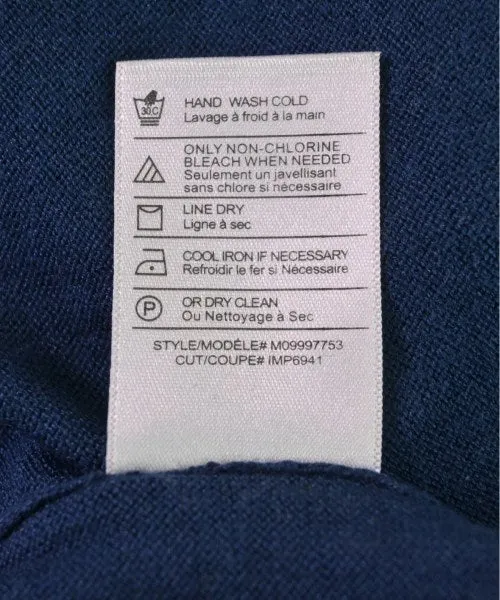 30C
HAND WASH COLD
Lavage à froid à la main
ONLY NON-CHLORINE
BLEACH WHEN NEEDED
Seulement un javellisant
sans chlore si nécessaire
LINE DRY
Ligne à sec
COOL IRON IF NECESSARY
Refroidir le fer si Nécessaire
P
OR DRY CLEAN
Ou Nettoyage à Sec
STYLE/MODÉLE# M09997753
CUT/COUPE# IMP6941